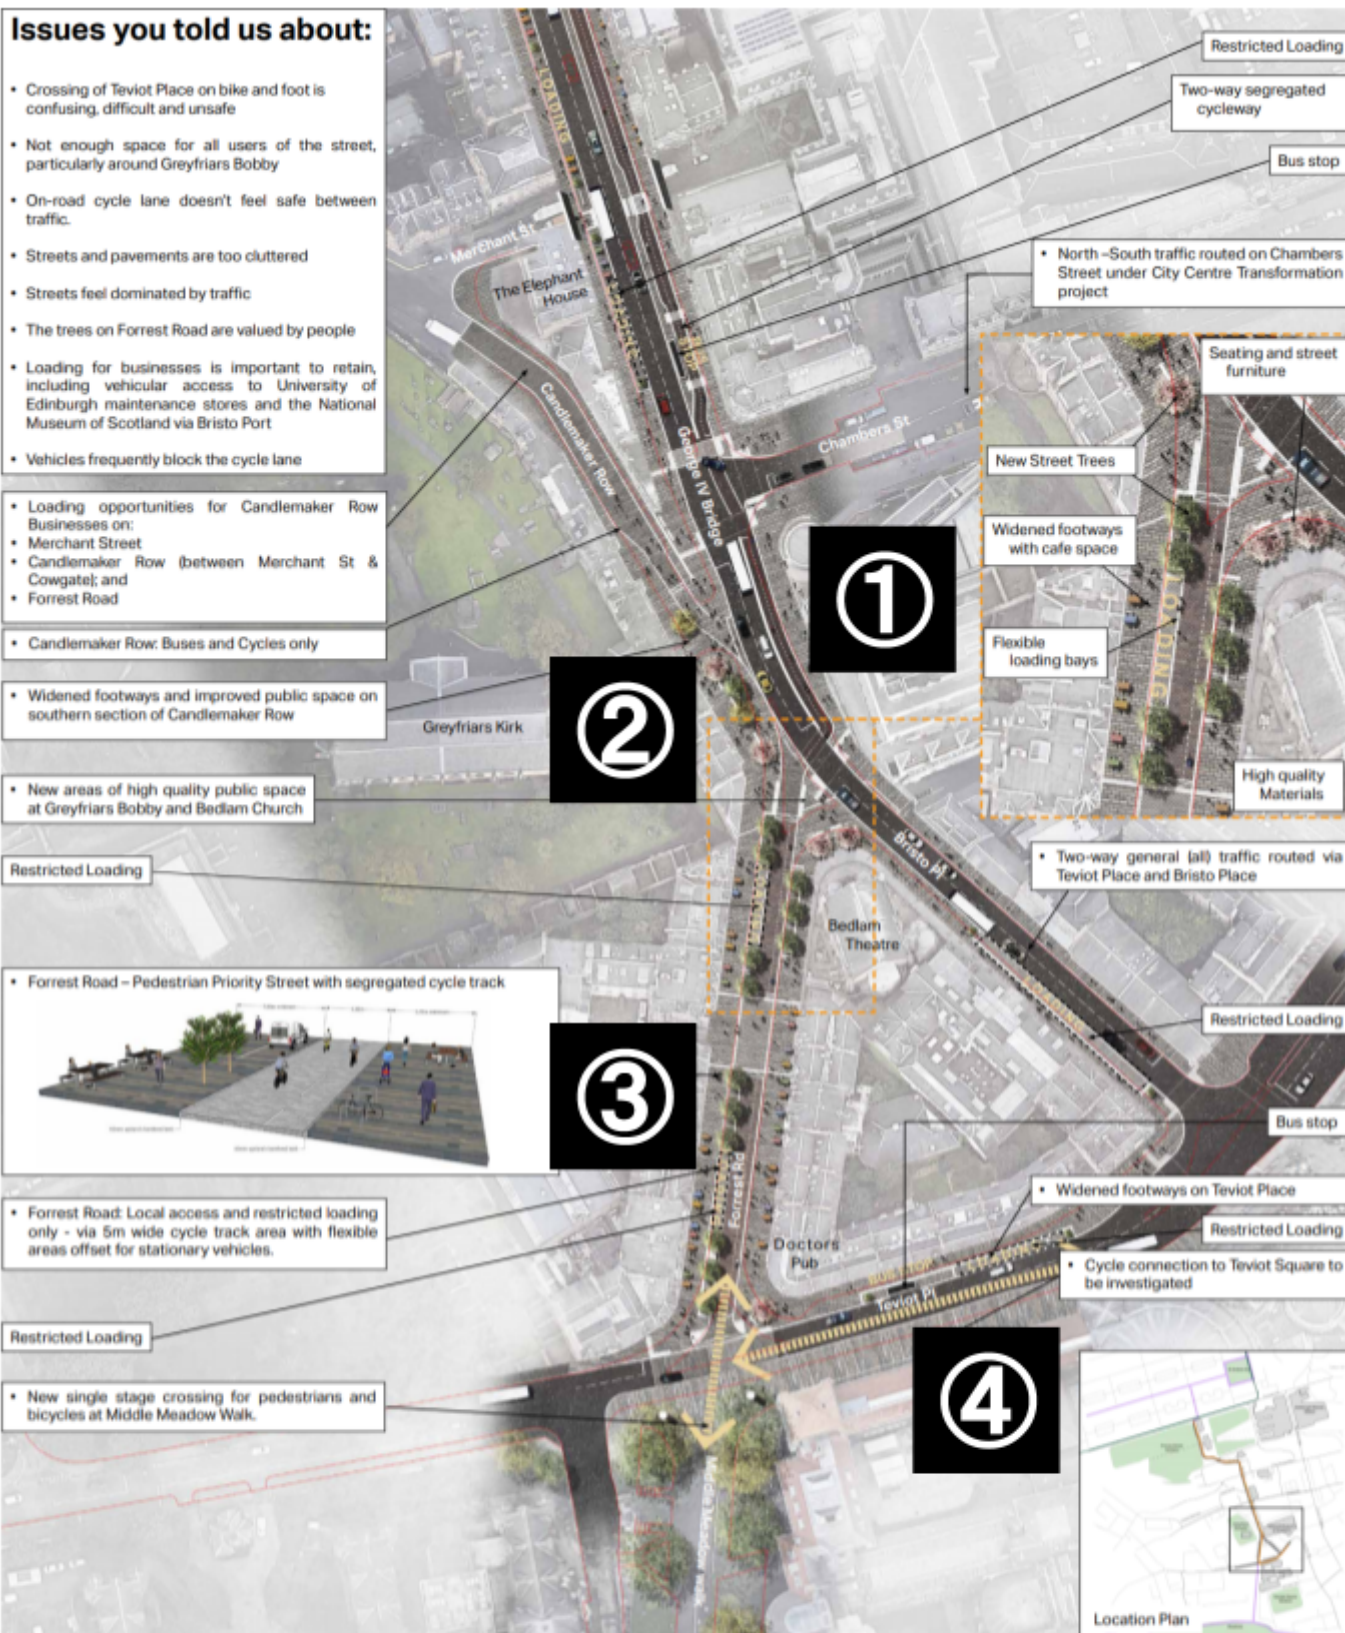 Issues you told us about:
• Crossing of Teviot Place on bike and foot is
confusing, difficult and unsafe
• Not enough space for all users of the street,
particularly around Greyfriars Bobby
• On-road cycle lane doesn't feel safe between
traffic.
• Streets and pavements are too cluttered
• Streets feel dominated by traffic
• The trees on Forrest Road are valued by people
• Loading for businesses is important to retain,
including vehicular access to University of
Edinburgh maintenance stores and the National
Museum of Scotland via Bristo Port
• Vehicles frequently block the cycle lane
• Loading opportunities for Candlemaker Row
Businesses on:
• Merchant Street
• Candlemaker Row (between Merchant St &
Cowgate); and
• Forrest Road
• Candlemaker Row: Buses and Cycles only
• Widened footways and improved public space on
southern section of Candlemaker Row
• New areas of high quality public space
at Greyfriars Bobby and Bedlam Church
Restricted Loading
• Forrest Road – Pedestrian Priority Street with segregated cycle track
• Forrest Road: Local access and restricted loading
only - via 5m wide cycle track area with flexible
areas offset for stationary vehicles.
Restricted Loading
• New single stage crossing for pedestrians and
bicycles at Middle Meadow Walk.
LOADING
Merchant St
The Elephant
House
Candlemaker Row
George IV Bridge
Chambers St
Greyfriars Kirk
①
②
③
④
Bristo Pl
Bedlam
Theatre
LOADING
Forrest Rd
Doctors
Pub
BUS STOP
Teviot Pl
Restricted Loading
Two-way segregated
cycleway
Bus stop
• North –South traffic routed on Chambers
Street under City Centre Transformation
project
Seating and street
furniture
New Street Trees
Widened footways
with cafe space
Flexible
loading bays
LOADING
High quality
Materials
• Two-way general (all) traffic routed via
Teviot Place and Bristo Place
Restricted Loading
Bus stop
• Widened footways on Teviot Place
Restricted Loading
• Cycle connection to Teviot Square to
be investigated
Location Plan